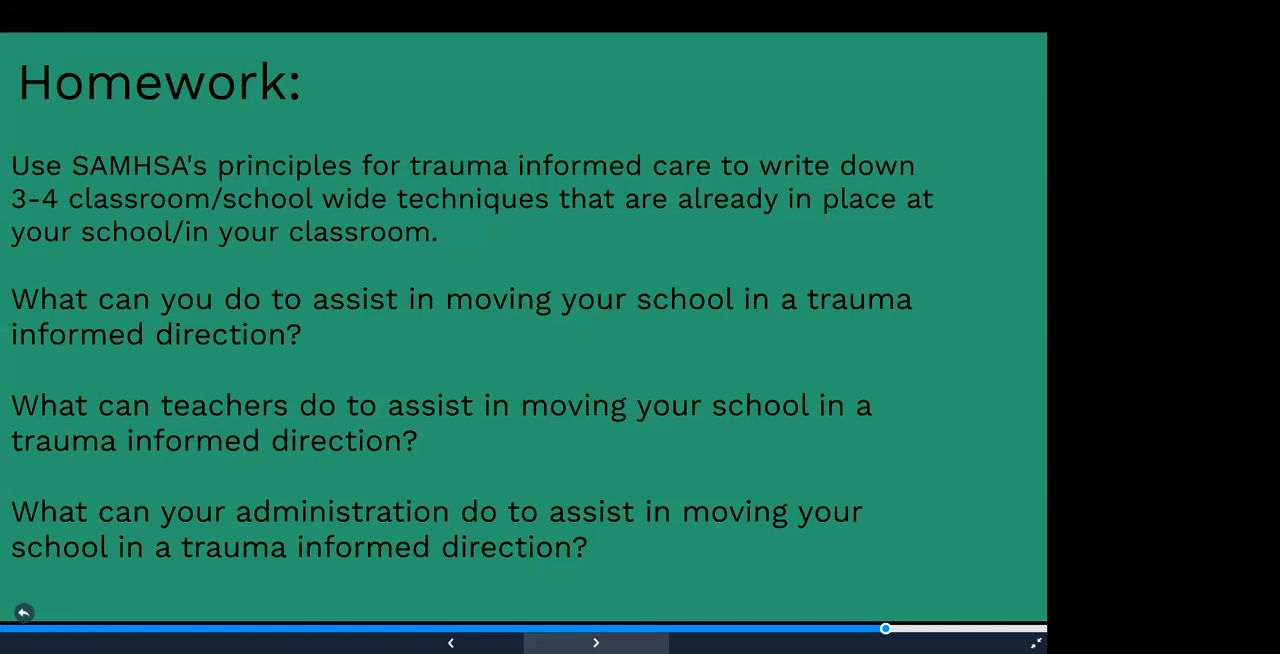 Homework:
Use SAMHSA's principles for trauma informed care to write down
3-4 classroom/school wide techniques that are already in place at
your school/in your classroom.
What can you do to assist in moving your school in a trauma
informed direction?
What can teachers do to assist in moving your school in a
trauma informed direction?
What can your administration do to assist in moving your
school in a trauma informed direction?